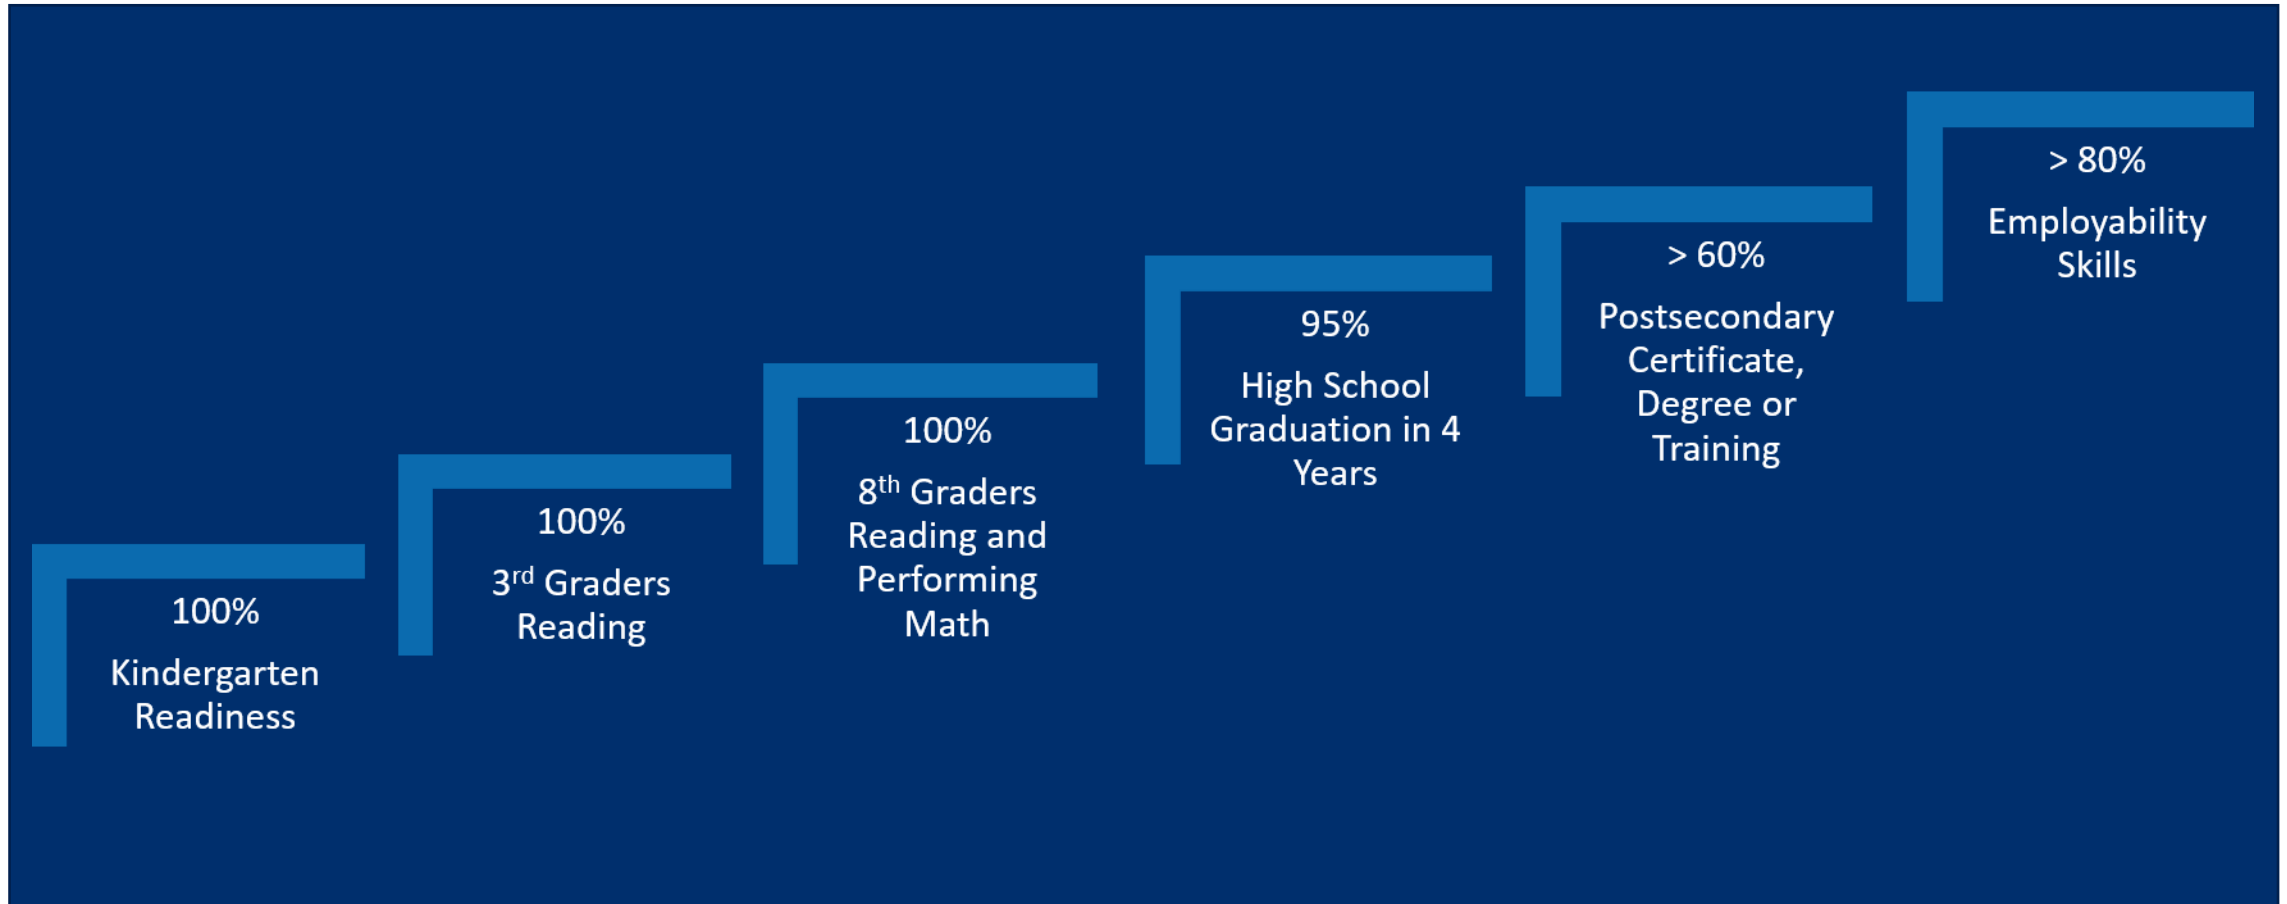 100%
Kindergarten
Readiness
100%
3rd Graders
Reading
100%
8th Graders
Reading and
Performing
Math
95%
High School
Graduation in 4
Years
> 60%
Postsecondary
Certificate,
Degree or
Training
> 80%
Employability
Skills